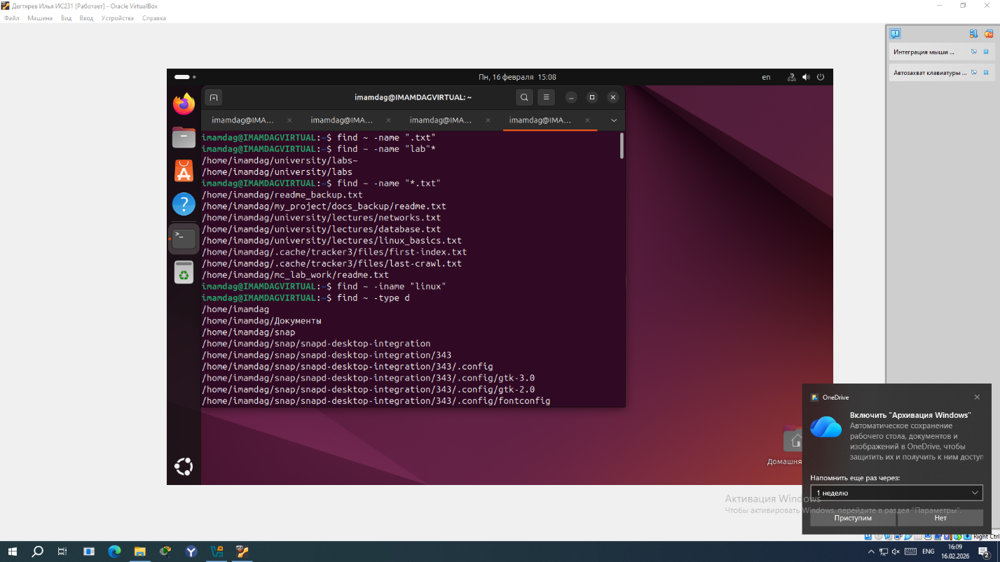 Дегтярев Илья ИС231 [Работает] - Oracle VirtualBox
Файл Машина Вид Ввод Устройства Справка
Интеграция мыши ...
Автозахват клавиатуры ...
Пн, 16 февраля 15:08
en
imamdag@IMAMDAGVIRTUAL: ~
imamdag@IMA... imamdag@IMA... imamdag@IMA... imamdag@IMA...
imamdag@IMAMDAGVIRTUAL:~$ find ~ -name ".txt"
imamdag@IMAMDAGVIRTUAL:~$ find ~ -name "lab"*
/home/imamdag/university/labs~
/home/imamdag/university/labs
imamdag@IMAMDAGVIRTUAL:~$ find ~ -name "*.txt"
/home/imamdag/readme_backup.txt
/home/imamdag/my_project/docs_backup/readme.txt
/home/imamdag/university/lectures/networks.txt
/home/imamdag/university/lectures/database.txt
/home/imamdag/university/lectures/linux_basics.txt
/home/imamdag/.cache/tracker3/files/first-index.txt
/home/imamdag/.cache/tracker3/files/last-crawl.txt
/home/imamdag/mc_lab_work/readme.txt
imamdag@IMAMDAGVIRTUAL:~$ find ~ -iname "linux"
imamdag@IMAMDAGVIRTUAL:~$ find ~ -type d
/home/imamdag
/home/imamdag/Документы
/home/imamdag/snap
/home/imamdag/snap/snapd-desktop-integration
/home/imamdag/snap/snapd-desktop-integration/343
/home/imamdag/snap/snapd-desktop-integration/343/.config
/home/imamdag/snap/snapd-desktop-integration/343/.config/gtk-3.0
/home/imamdag/snap/snapd-desktop-integration/343/.config/gtk-2.0
/home/imamdag/snap/snapd-desktop-integration/343/.config/fontconfig
Домашня
OneDrive
Включить "Архивация Windows"
Автоматическое сохранение
рабочего стола, документов и
изображений в OneDrive, чтобы
защитить их и получить к ним доступ
Напомнить еще раз через:
1 неделю
Приступим Нет
Активация Windows
Чтобы активировать Windows, перейдите в раздел "Параметры".
Right Ctrl
ENG
16:09
16.02.2026
2